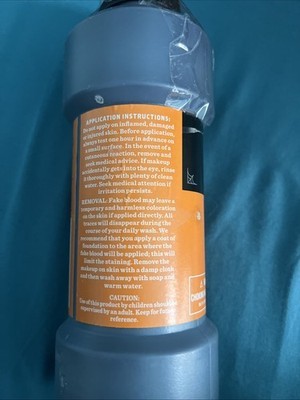 APPLICATION INSTRUCTIONS:
Do not apply on inflamed, damaged
or injured skin. Before application,
always test one hour in advance on
a small surface. In the event of a
cutaneous reaction, remove and
seek medical advice. If makeup
accidentally gets into the eye, rinse
it thoroughly with plenty of clean
water. Seek medical attention if
irritation persists.
REMOVAL: Fake blood may leave a
temporary and harmless coloration
on the skin if applied directly. All
traces will disappear during the
course of your daily wash. We
recommend that you apply a coat of
foundation to the area where the
fake blood will be applied; this will
limit the staining. Remove the
makeup on skin with a damp cloth
and then wash away with soap and
warm water.
CAUTION:
Use of this product by children should be
supervised by an adult. Keep for future
reference.